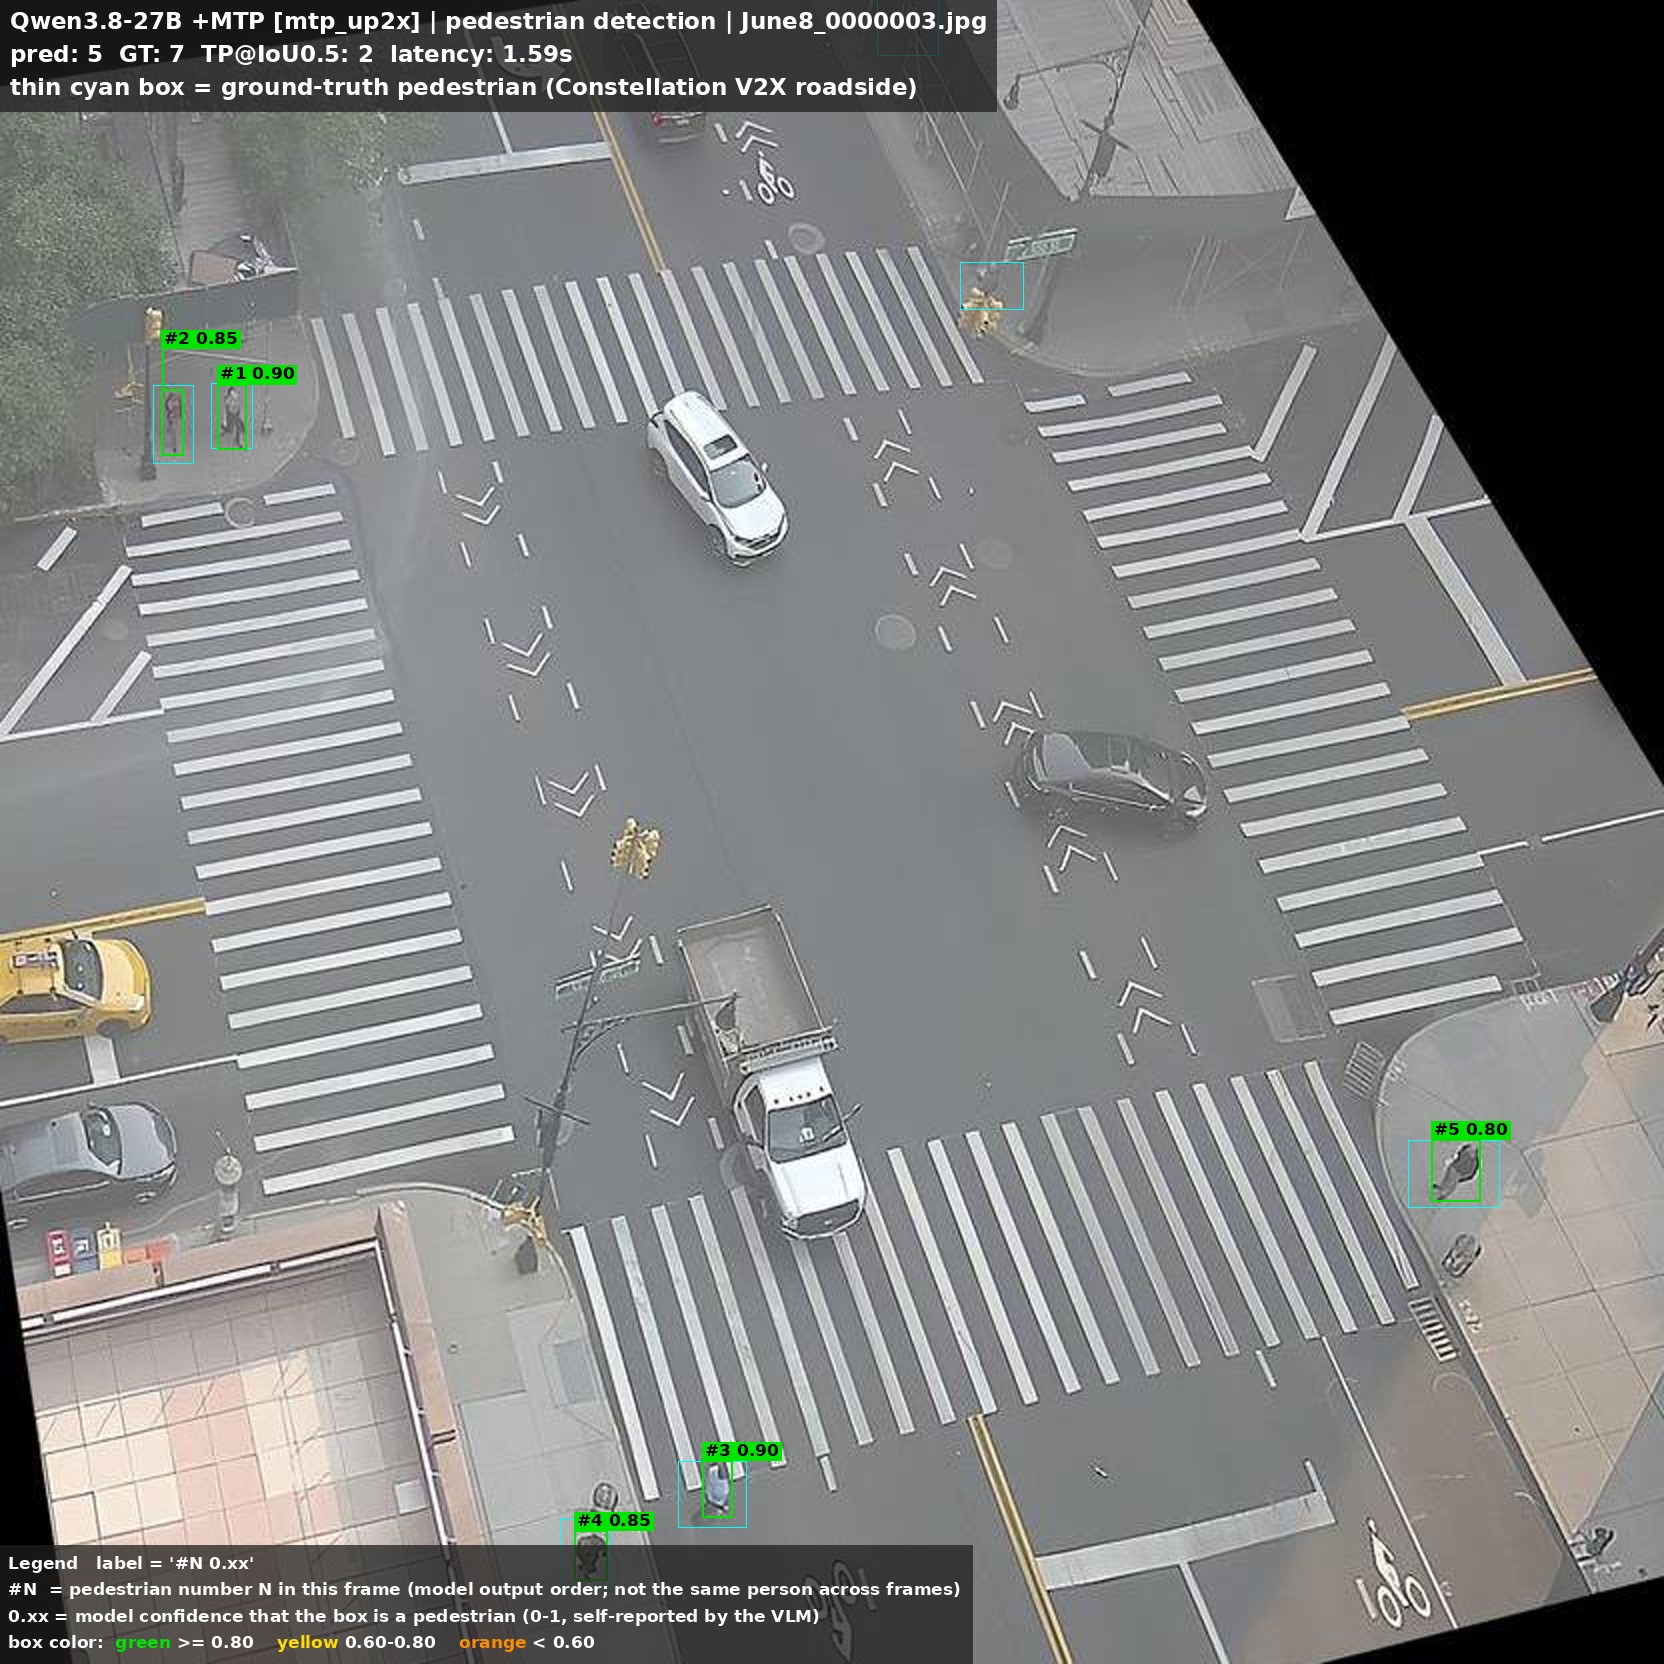 Qwen3.8-27B +MTP [mtp_up2x] | pedestrian detection | June8_0000003.jpg
pred: 5  GT: 7  TP@IoU0.5: 2  latency: 1.59s
thin cyan box = ground-truth pedestrian (Constellation V2X roadside)
#2 0.85
#1 0.90
#5 0.80
#3 0.90
#4 0.85
Legend   label = '#N 0.xx'
#N  = pedestrian number N in this frame (model output order; not the same person across frames)
0.xx = model confidence that the box is a pedestrian (0-1, self-reported by the VLM)
box color:  green >= 0.80    yellow 0.60-0.80    orange < 0.60